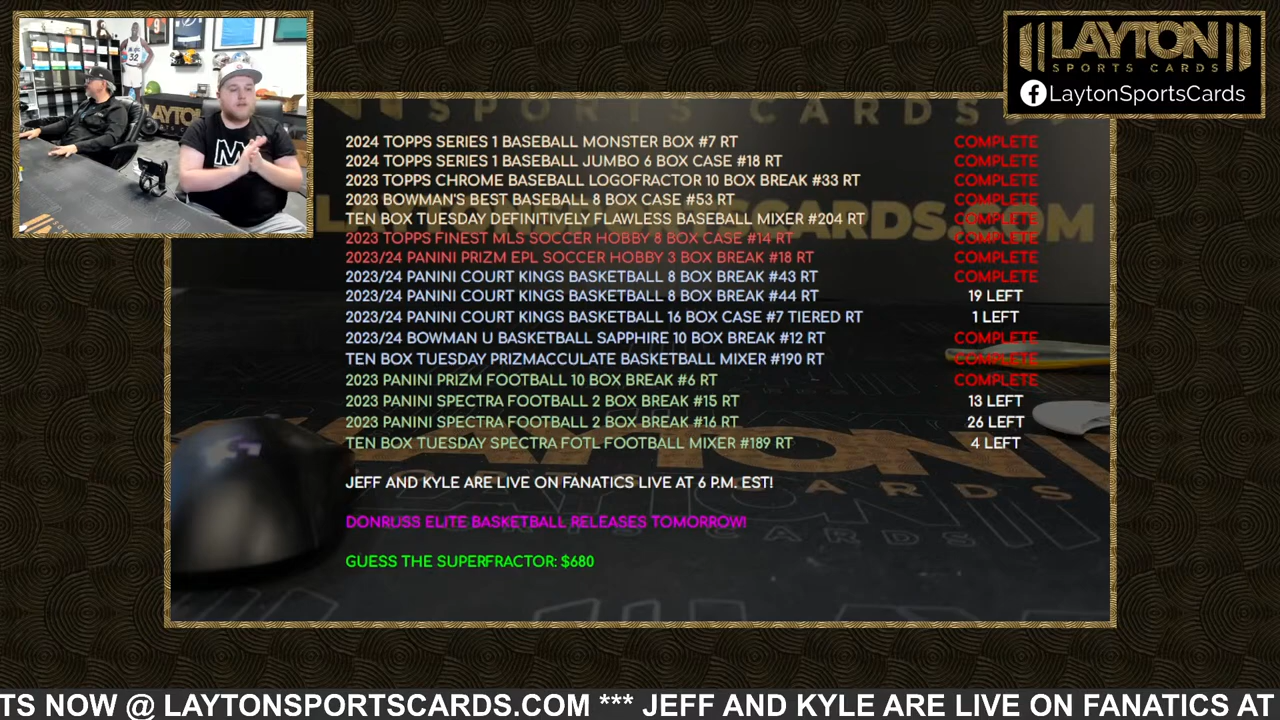 LAYTON
SPORTS CARDS
LaytonSportsCards
SPORTS CARDS
2024 TOPPS SERIES 1 BASEBALL MONSTER BOX #7 RT COMPLETE
2024 TOPPS SERIES 1 BASEBALL JUMBO 6 BOX CASE #18 RT COMPLETE
2023 TOPPS CHROME BASEBALL LOGOFRACTOR 10 BOX BREAK #33 RT COMPLETE
2023 BOWMAN'S BEST BASEBALL 8 BOX CASE #53 RT COMPLETE
TEN BOX TUESDAY DEFINITIVELY FLAWLESS BASEBALL MIXER #204 RT COMPLETE
2023 TOPPS FINEST MLS SOCCER HOBBY 8 BOX CASE #14 RT COMPLETE
2023/24 PANINI PRIZM EPL SOCCER HOBBY 3 BOX BREAK #18 RT COMPLETE
2023/24 PANINI COURT KINGS BASKETBALL 8 BOX BREAK #43 RT COMPLETE
2023/24 PANINI COURT KINGS BASKETBALL 8 BOX BREAK #44 RT 19 LEFT
2023/24 PANINI COURT KINGS BASKETBALL 16 BOX CASE #7 TIERED RT 1 LEFT
2023/24 BOWMAN U BASKETBALL SAPPHIRE 10 BOX BREAK #12 RT COMPLETE
TEN BOX TUESDAY PRIZMACCULATE BASKETBALL MIXER #190 RT COMPLETE
2023 PANINI PRIZM FOOTBALL 10 BOX BREAK #6 RT COMPLETE
2023 PANINI SPECTRA FOOTBALL 2 BOX BREAK #15 RT 13 LEFT
2023 PANINI SPECTRA FOOTBALL 2 BOX BREAK #16 RT 26 LEFT
TEN BOX TUESDAY SPECTRA FOTL FOOTBALL MIXER #189 RT 4 LEFT
JEFF AND KYLE ARE LIVE ON FANATICS LIVE AT 6 P.M. EST!
DONRUSS ELITE BASKETBALL RELEASES TOMORROW!
GUESS THE SUPERFRACTOR: $680
TS NOW @ LAYTONSPORTSCARDS.COM *** JEFF AND KYLE ARE LIVE ON FANATICS AT